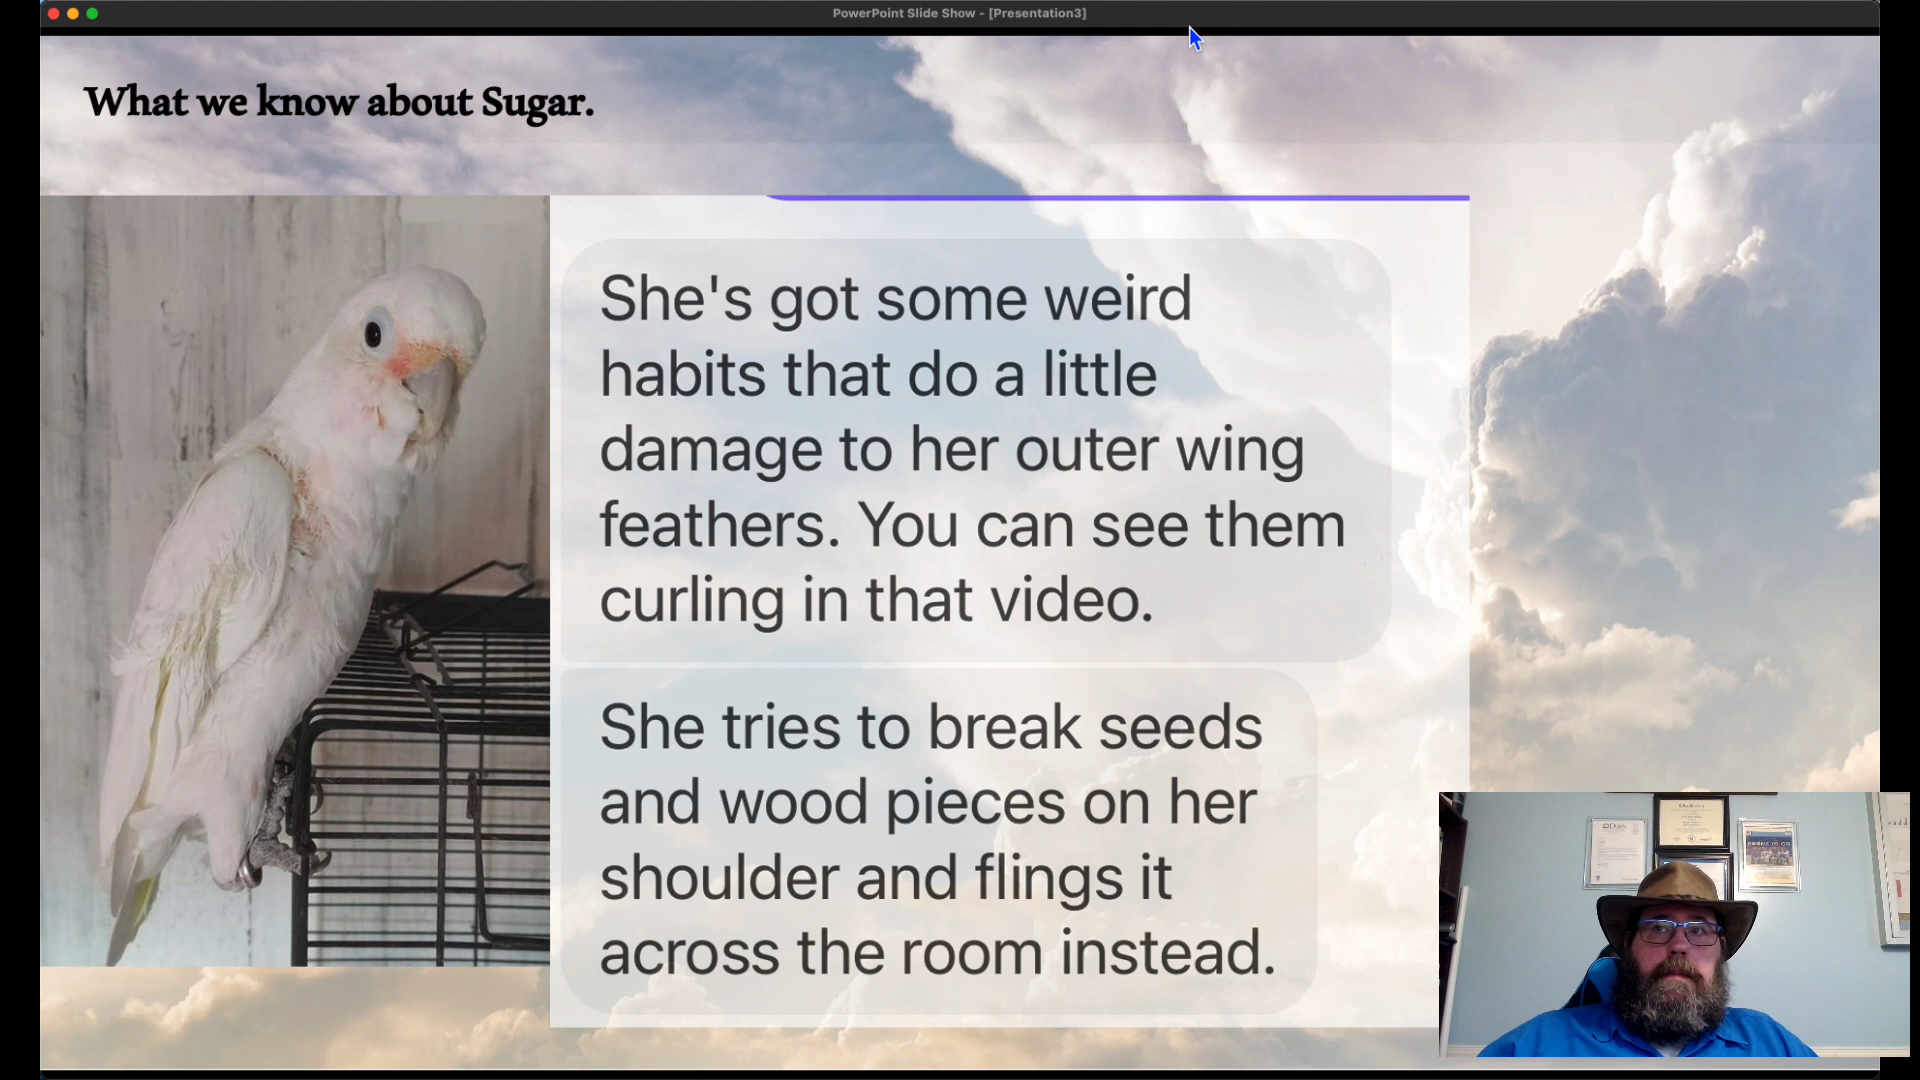 PowerPoint Slide Show - [Presentation3]
What we know about Sugar.
She's got some weird
habits that do a little
damage to her outer wing
feathers. You can see them
curling in that video.
She tries to break seeds
and wood pieces on her
shoulder and flings it
across the room instead.